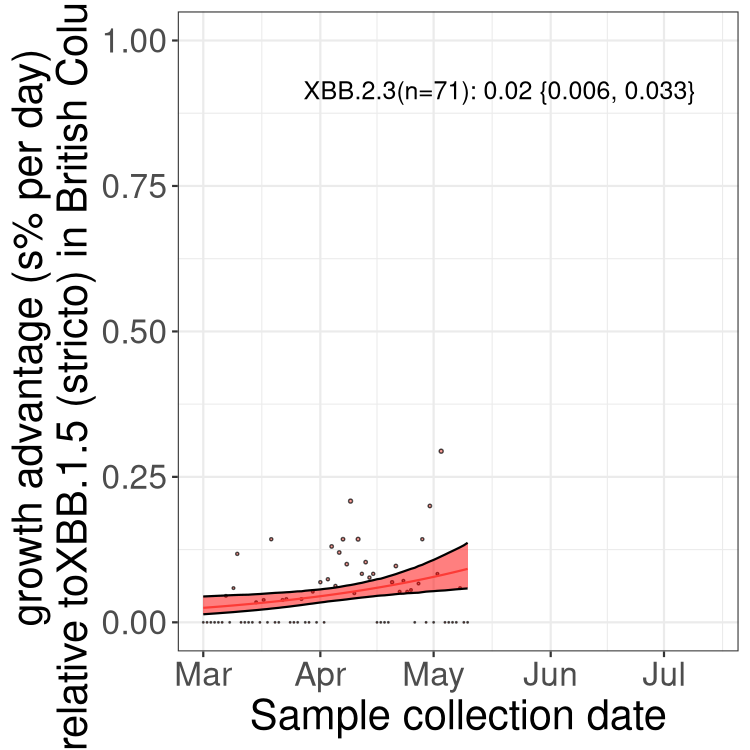 growth advantage (s% per day)
relative toXBB.1.5 (stricto) in British Colu
1.00
0.75
0.50
0.25
0.00
XBB.2.3(n=71): 0.02 {0.006, 0.033}
Mar Apr May Jun Jul
Sample collection date